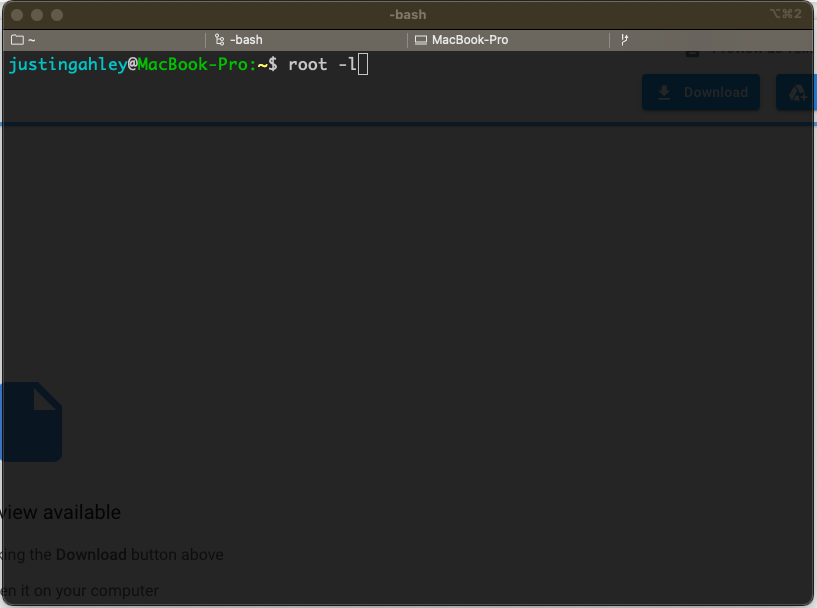 -bash
⌥⌘2
~
-bash
MacBook-Pro
justingahley@MacBook-Pro:~$ root -l
Download
view available
king the Download button above
en it on your computer